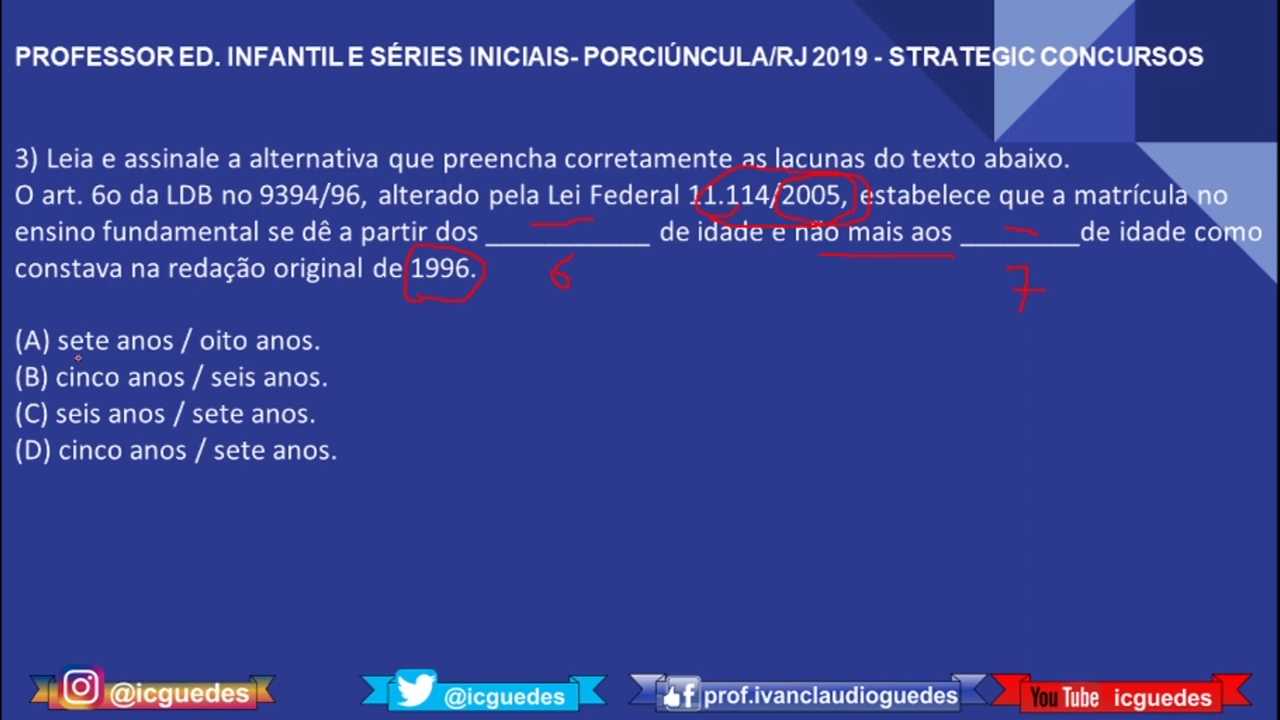 PROFESSOR ED. INFANTIL E SÉRIES INICIAIS- PORCIÚNCULA/RJ 2019 - STRATEGIC CONCURSOS
3) Leia e assinale a alternativa que preencha corretamente as lacunas do texto abaixo.
O art. 6o da LDB no 9394/96, alterado pela Lei Federal 11.114/2005, estabelece que a matrícula no
ensino fundamental se dê a partir dos ____________ de idade e não mais aos _________de idade como
constava na redação original de 1996.
6
7
(A) sete anos / oito anos.
(B) cinco anos / seis anos.
(C) seis anos / sete anos.
(D) cinco anos / sete anos.
@icguedes
@icguedes
prof.ivanclaudioguedes
You Tube icguedes